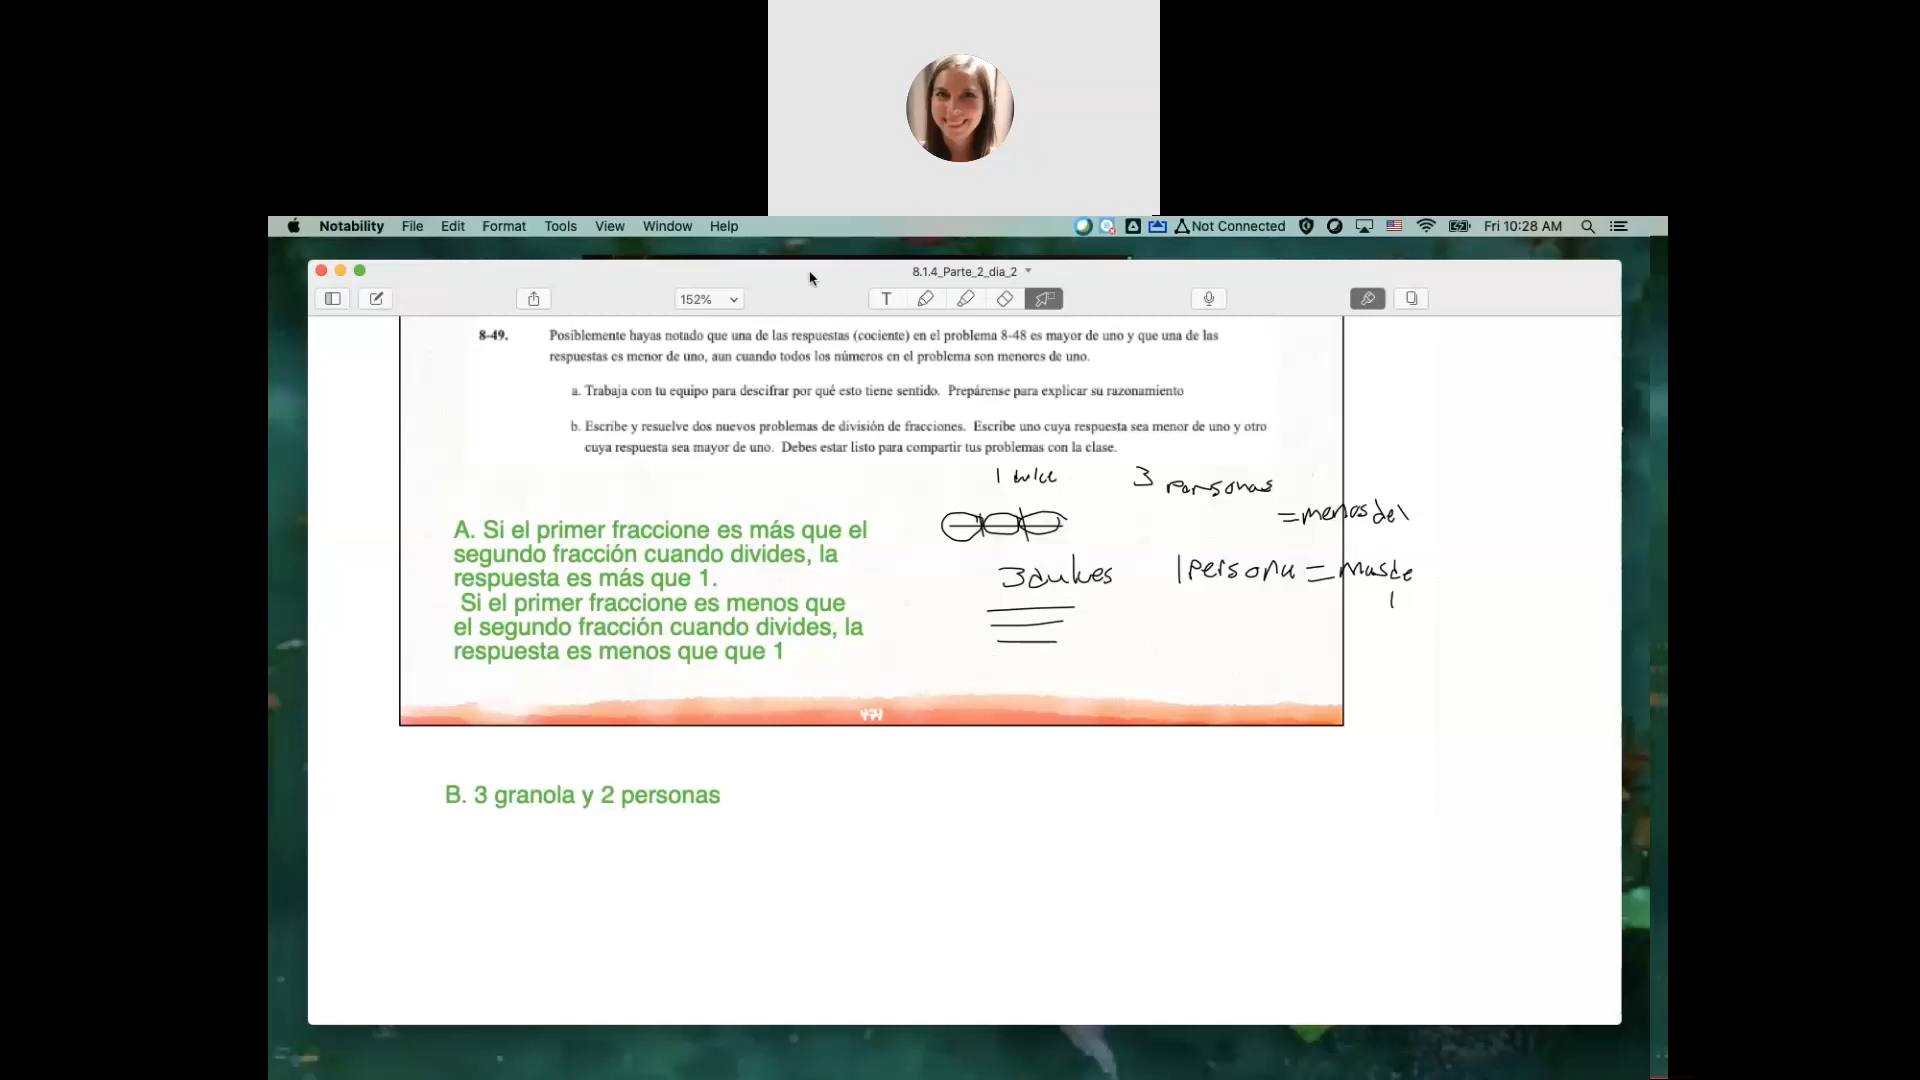 Notability File Edit Format Tools View Window Help Not Connected Fri 10:28 AM
8.1.4_Parte_2_dia_2
152% T
8-49. Posiblemente hayas notado que una de las respuestas (cociente) en el problema 8-48 es mayor de uno y que una de las
respuestas es menor de uno, aun cuando todos los números en el problema son menores de uno.
a. Trabaja con tu equipo para descifrar por qué esto tiene sentido. Prepárense para explicar su razonamiento
b. Escribe y resuelve dos nuevos problemas de división de fracciones. Escribe uno cuya respuesta sea menor de uno y otro
cuya respuesta sea mayor de uno. Debes estar listo para compartir tus problemas con la clase.
1 dulce 3 personas
= menos de 1
3 dulces 1 persona = mas de
1
A. Si el primer fraccione es más que el
segundo fracción cuando divides, la
respuesta es más que 1.
Si el primer fraccione es menos que
el segundo fracción cuando divides, la
respuesta es menos que que 1
B. 3 granola y 2 personas